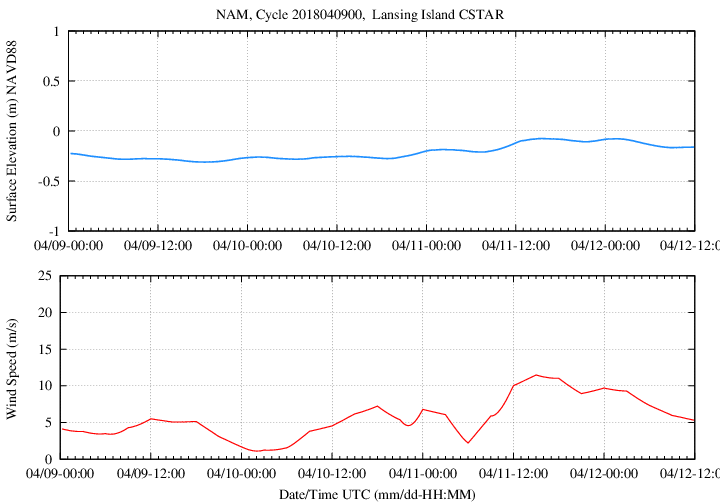 NAM, Cycle 2018040900,  Lansing Island CSTAR
Surface Elevation (m) NAVD88
1
0.5
0
-0.5
-1
04/09-00:00 04/09-12:00 04/10-00:00 04/10-12:00 04/11-00:00 04/11-12:00 04/12-00:00 04/12-12:0
Wind Speed (m/s)
25
20
15
10
5
0
04/09-00:00 04/09-12:00 04/10-00:00 04/10-12:00 04/11-00:00 04/11-12:00 04/12-00:00 04/12-12:0
Date/Time UTC (mm/dd-HH:MM)